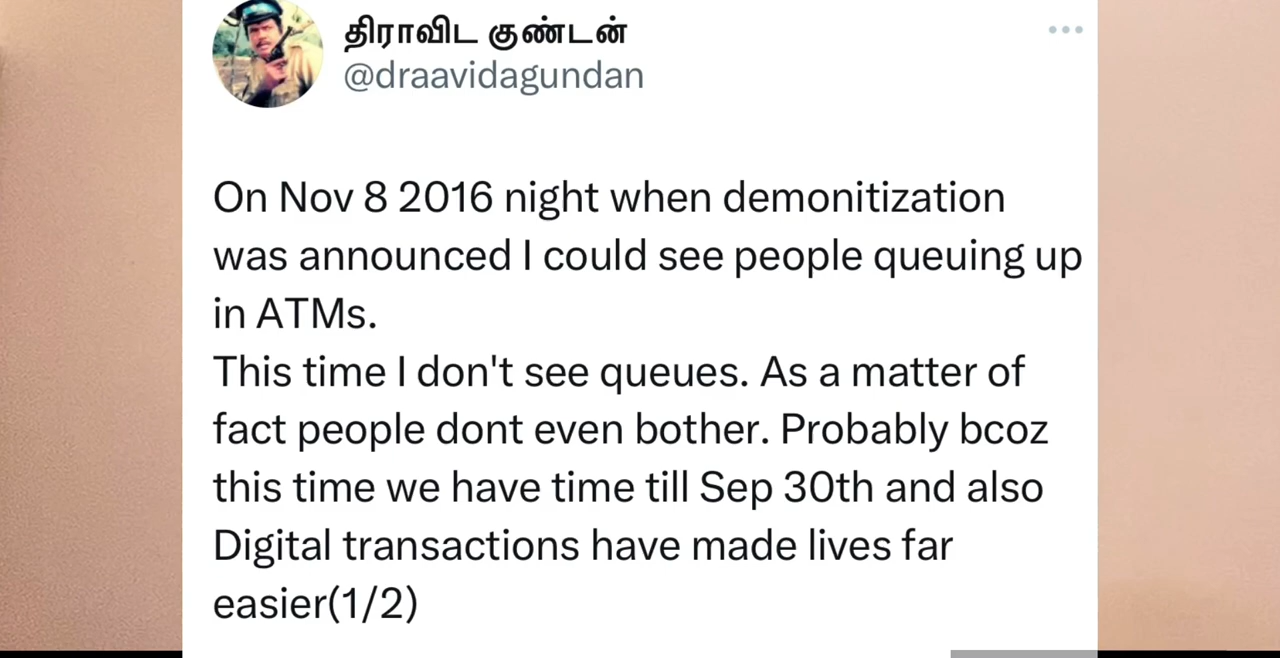 திராவிட குண்டன்
@draavidagundan
On Nov 8 2016 night when demonitization
was announced I could see people queuing up
in ATMs.
This time I don't see queues. As a matter of
fact people dont even bother. Probably bcoz
this time we have time till Sep 30th and also
Digital transactions have made lives far
easier(1/2)